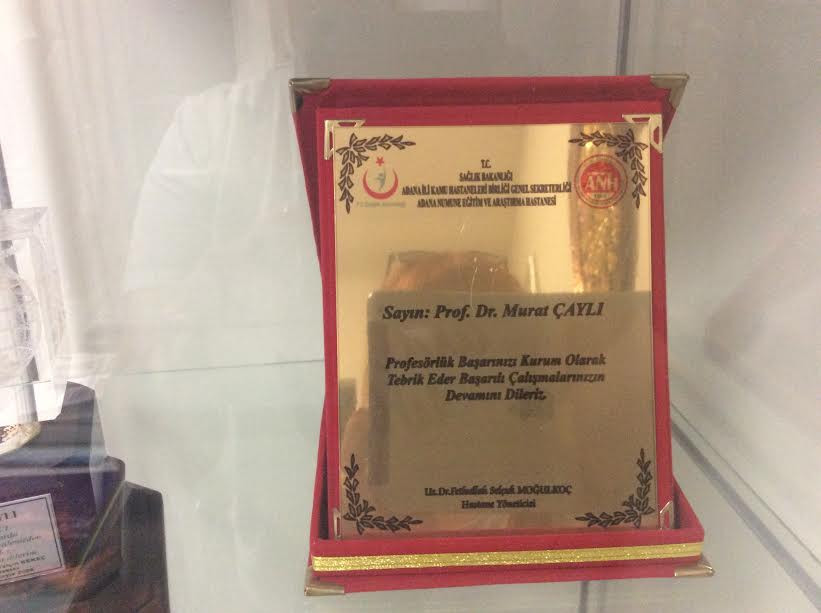 T.C.
SAĞLIK BAKANLIĞI
ADANA İLİ KAMU HASTANELERİ BİRLİĞİ GENEL SEKRETERLİĞİ
ADANA NUMUNE EĞİTİM VE ARAŞTIRMA HASTANESİ
ANH
Sayın: Prof. Dr. Murat ÇAYLI
Profesörlük Başarınızı Kurum Olarak
Tebrik Eder Başarılı Çalışmalarınızın
Devamını Dileriz.
Uz.Dr.Fethullah Selçuk MOĞULKOÇ
Hastane Yöneticisi